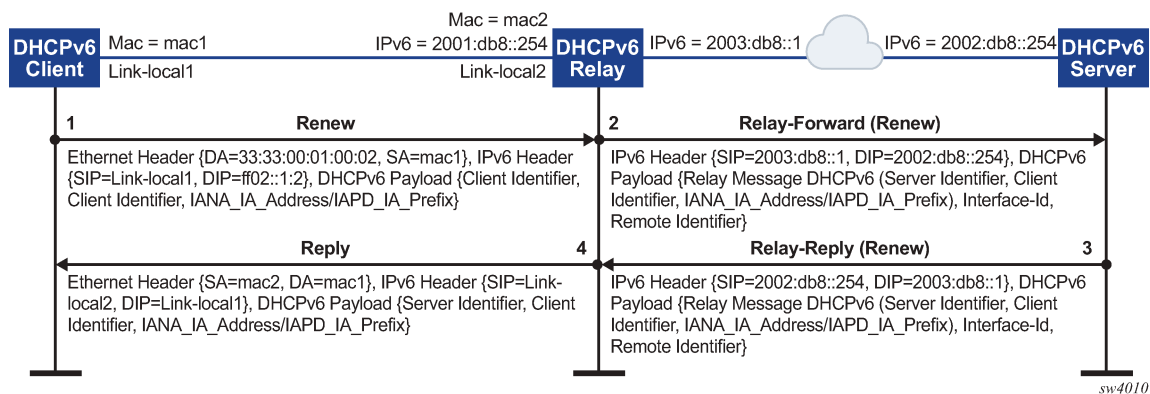 Mac = mac2
DHCPv6
Client
Mac = mac1
IPv6 = 2001:db8::254
DHCPv6
Relay
IPv6 = 2003:db8::1
IPv6 = 2002:db8::254
DHCPv6
Server
Link-local1
Link-local2
1
Renew
2
Relay-Forward (Renew)
Ethernet Header {DA=33:33:00:01:00:02, SA=mac1}, IPv6 Header
{SIP=Link-local1, DIP=ff02::1:2}, DHCPv6 Payload {Client Identifier,
Client Identifier, IANA_IA_Address/IAPD_IA_Prefix}
IPv6 Header {SIP=2003:db8::1, DIP=2002:db8::254}, DHCPv6
Payload {Relay Message DHCPv6 (Server Identifier, Client
Identifier, IANA_IA_Address/IAPD_IA_Prefix), Interface-Id,
Remote Identifier}
Reply
4
Relay-Reply (Renew)
3
Ethernet Header {SA=mac2, DA=mac1}, IPv6 Header {SIP=Link-
local2, DIP=Link-local1}, DHCPv6 Payload {Server Identifier, Client
Identifier, IANA_IA_Address/IAPD_IA_Prefix}
IPv6 Header {SIP=2002:db8::254, DIP=2003:db8::1}, DHCPv6
Payload {Relay Message DHCPv6 (Server Identifier, Client
Identifier, IANA_IA_Address/IAPD_IA_Prefix), Interface-Id,
Remote Identifier}
sw4010